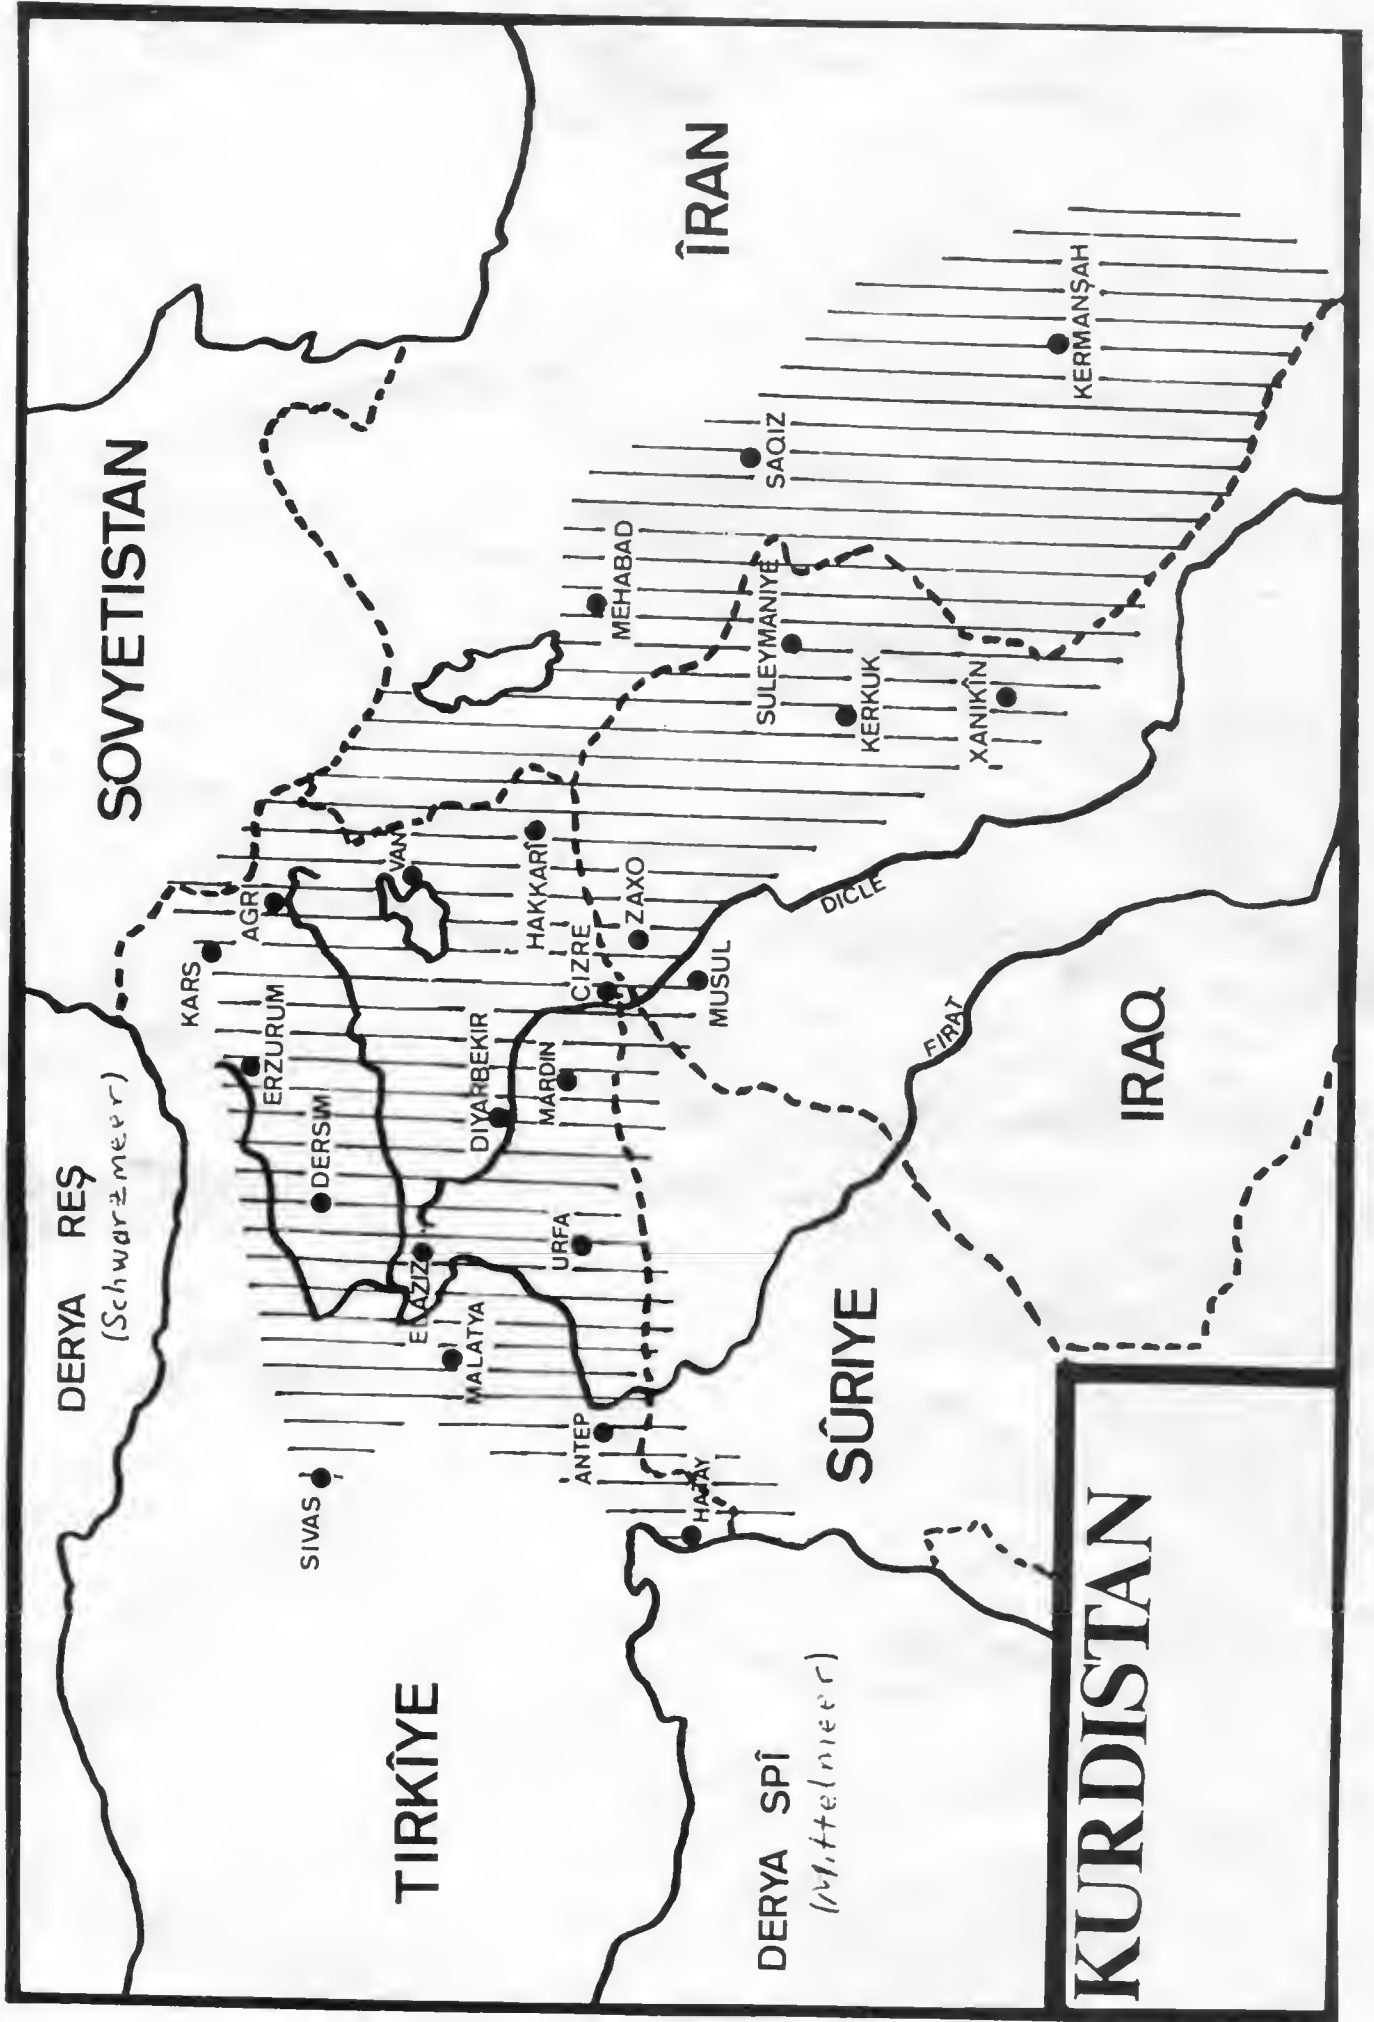 DERYA REŞ
(Schwarzmeer)
SOVYETISTAN
TIRKÎYE
SIVAS
DERSIM
ERZURUM
KARS
AGRI
VAN
MALATYA
ELAZIZ
DIYARBEKIR
HAKKARÎ
MEHABAD
ÎRAN
ANTEP
URFA
MARDIN
CIZRE
ZAXO
HATAY
MUSUL
SULEYMANIYE
SAQIZ
KERKUK
DERYA SPÎ
(Mittelmeer)
SÛRIYE
DICLE
FIRAT
XANIKÎN
KERMANŞAH
IRAQ
KURDISTAN